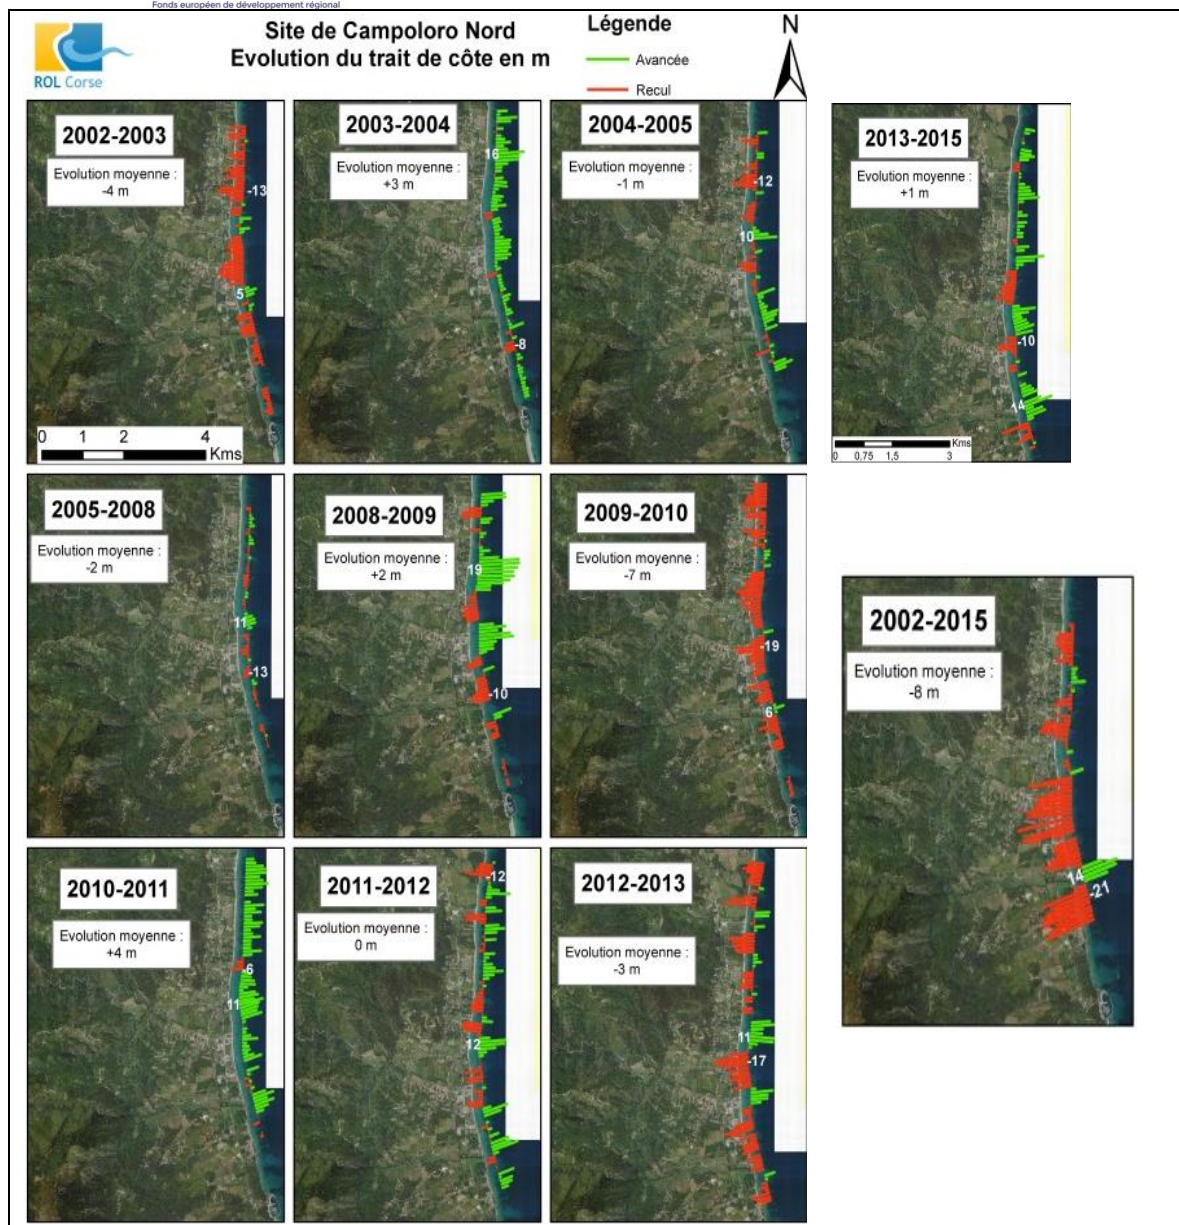 Fonds européen de développement régional
ROL Corse
Site de Campoloro Nord
Evolution du trait de côte en m
Légende
Avancée
Recul
N
2002-2003
Evolution moyenne :
-4 m
-13
5
0 1 2 4
Kms
2003-2004
Evolution moyenne :
+3 m
16
-8
2004-2005
Evolution moyenne :
-1 m
-12
10
2013-2015
Evolution moyenne :
+1 m
-10
14
Kms
0 0,75 1,5 3
2005-2008
Evolution moyenne :
-2 m
11
-13
2008-2009
Evolution moyenne :
+2 m
19
-10
2009-2010
Evolution moyenne :
-7 m
-19
6
2002-2015
Evolution moyenne :
-8 m
14
-21
2010-2011
Evolution moyenne :
+4 m
-6
11
2011-2012
Evolution moyenne :
0 m
-12
12
2012-2013
Evolution moyenne :
-3 m
11
-17